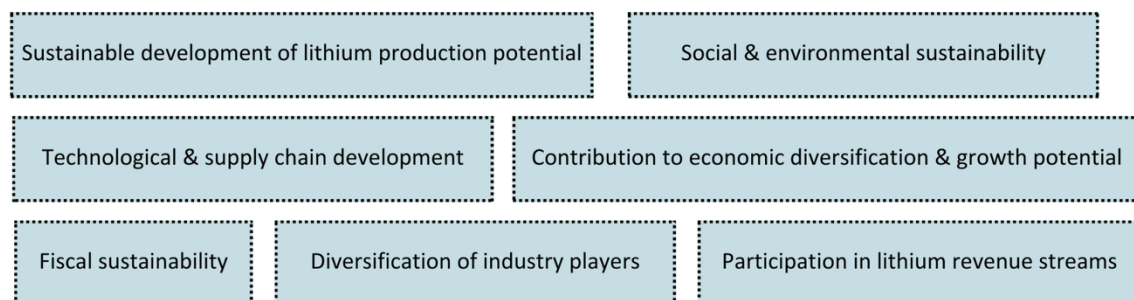 Sustainable development of lithium production potential
Social & environmental sustainability
Technological & supply chain development
Contribution to economic diversification & growth potential
Fiscal sustainability
Diversification of industry players
Participation in lithium revenue streams